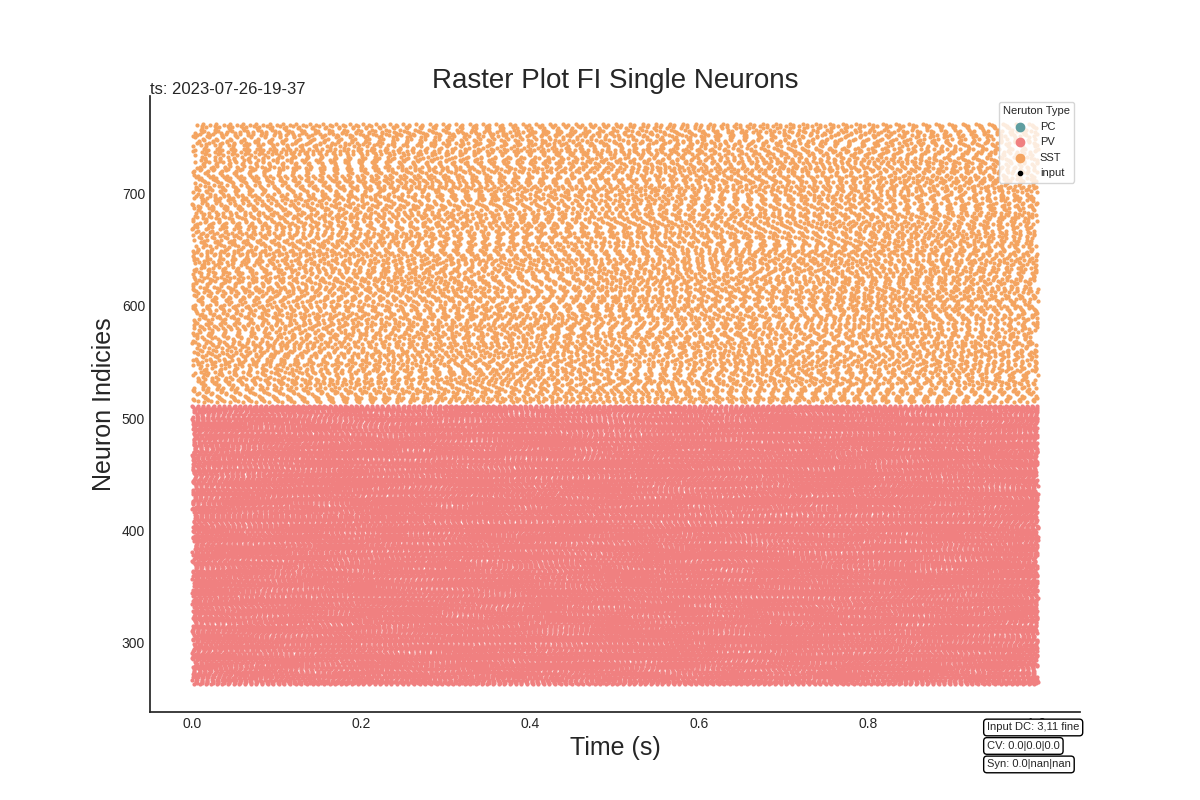 Raster Plot FI Single Neurons
ts: 2023-07-26-19-37
Neruton Type
PC
PV
SST
input
700
600
500
400
300
Neuron Indicies
0.0 0.2 0.4 0.6 0.8
Time (s)
Input DC: 3,11 fine
CV: 0.0|0.0|0.0
Syn: 0.0|nan|nan